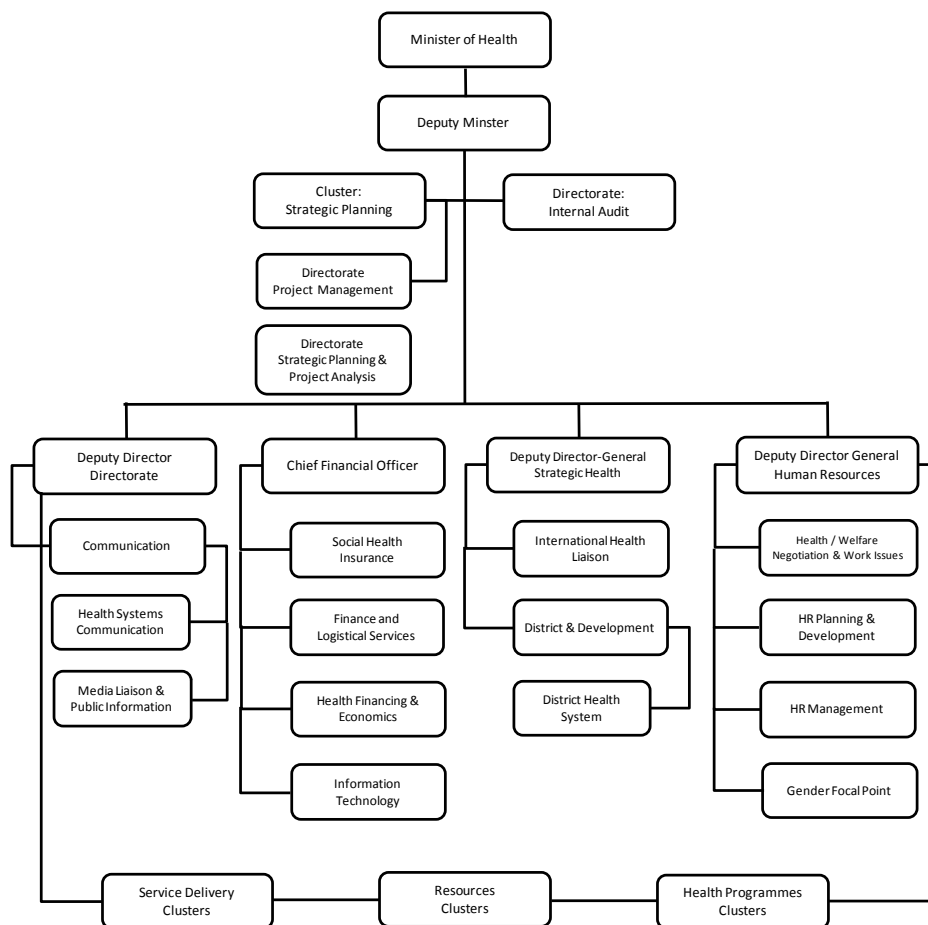 Minister of Health
Deputy Minster
Cluster:
Strategic Planning
Directorate:
Internal Audit
Directorate
Project Management
Directorate
Strategic Planning &
Project Analysis
Deputy Director
Directorate
Chief Financial Officer
Deputy Director-General
Strategic Health
Deputy Director General
Human Resources
Communication
Health Systems
Communication
Media Liaison &
Public Information
Social Health
Insurance
Finance and
Logistical Services
Health Financing &
Economics
Information
Technology
International Health
Liaison
District & Development
District Health
System
Health / Welfare
Negotiation & Work Issues
HR Planning &
Development
HR Management
Gender Focal Point
Service Delivery
Clusters
Resources
Clusters
Health Programmes
Clusters